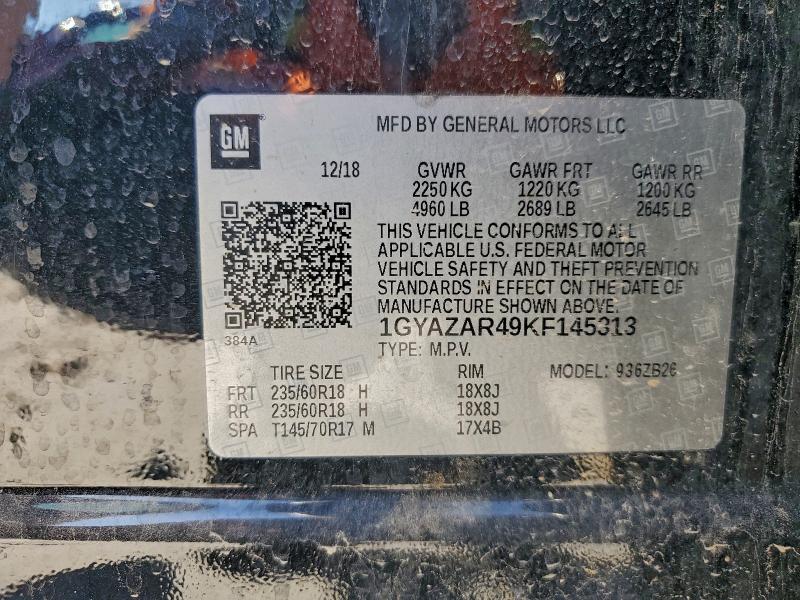 GM
MFD BY GENERAL MOTORS LLC
12/18 GVWR GAWR FRT GAWR RR
2250 KG 1220 KG 1200 KG
4960 LB 2689 LB 2645 LB
THIS VEHICLE CONFORMS TO ALL
APPLICABLE U.S. FEDERAL MOTOR
VEHICLE SAFETY AND THEFT PREVENTION
STANDARDS IN EFFECT ON THE DATE OF
MANUFACTURE SHOWN ABOVE.
384A
1GYAZAR49KF145313
TYPE: M.P.V.
TIRE SIZE RIM MODEL: 936ZB26
FRT 235/60R18 H 18X8J
RR 235/60R18 H 18X8J
SPA T145/70R17 M 17X4B